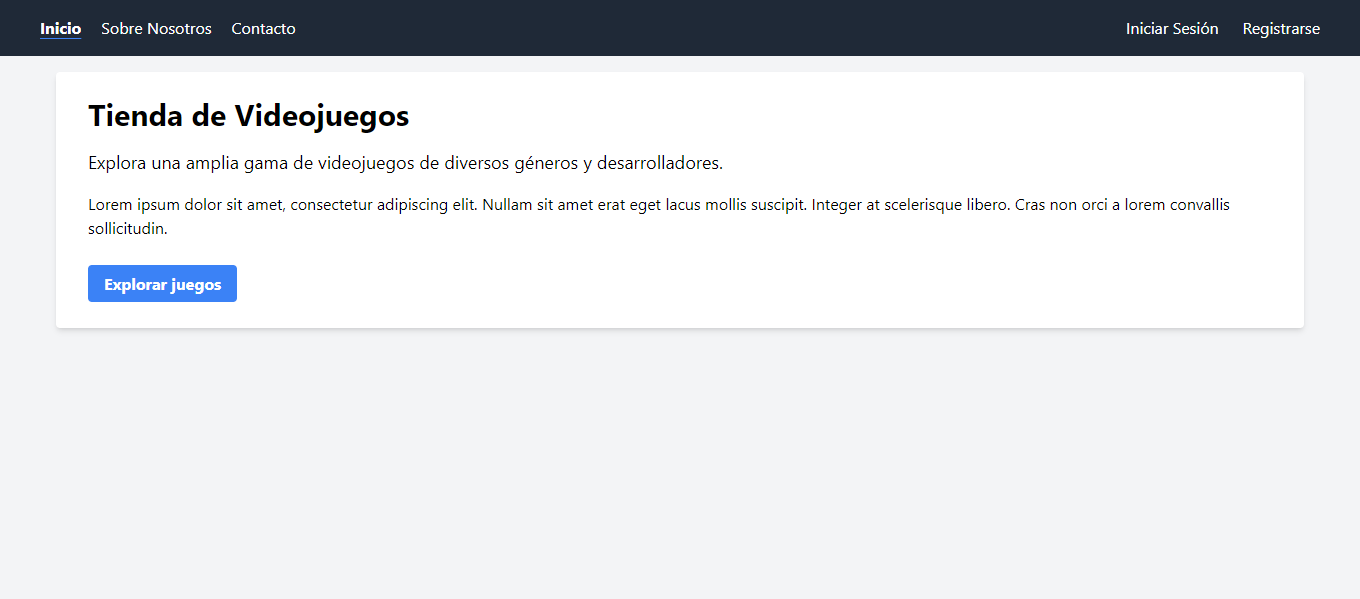 Inicio Sobre Nosotros Contacto Iniciar Sesión Registrarse
Tienda de Videojuegos
Explora una amplia gama de videojuegos de diversos géneros y desarrolladores.
Lorem ipsum dolor sit amet, consectetur adipiscing elit. Nullam sit amet erat eget lacus mollis suscipit. Integer at scelerisque libero. Cras non orci a lorem convallis
sollicitudin.
Explorar juegos